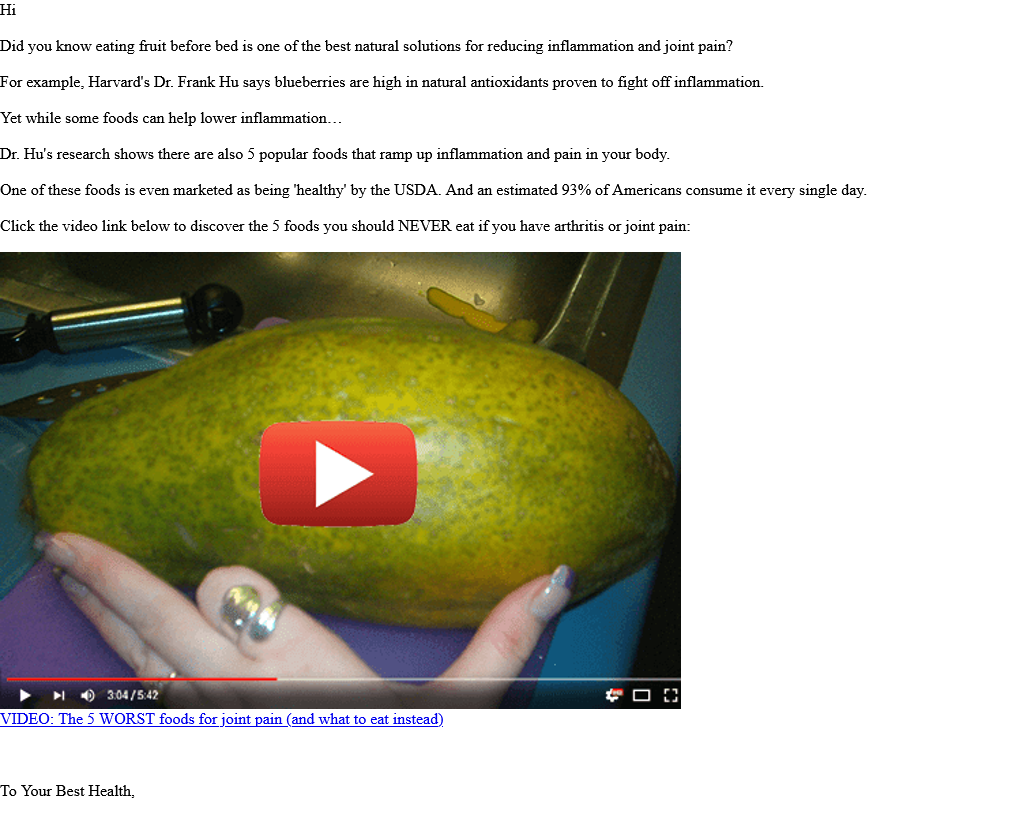 Hi
Did you know eating fruit before bed is one of the best natural solutions for reducing inflammation and joint pain?
For example, Harvard's Dr. Frank Hu says blueberries are high in natural antioxidants proven to fight off inflammation.
Yet while some foods can help lower inflammation…
Dr. Hu's research shows there are also 5 popular foods that ramp up inflammation and pain in your body.
One of these foods is even marketed as being 'healthy' by the USDA. And an estimated 93% of Americans consume it every single day.
Click the video link below to discover the 5 foods you should NEVER eat if you have arthritis or joint pain:
3:04 / 5:42
VIDEO: The 5 WORST foods for joint pain (and what to eat instead)
To Your Best Health,